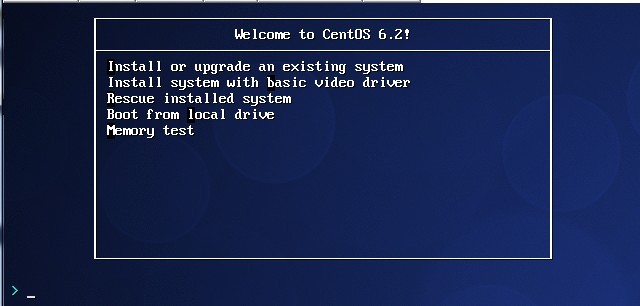 Welcome to CentOS 6.2!
Install or upgrade an existing system
Install system with basic video driver
Rescue installed system
Boot from local drive
Memory test
> _